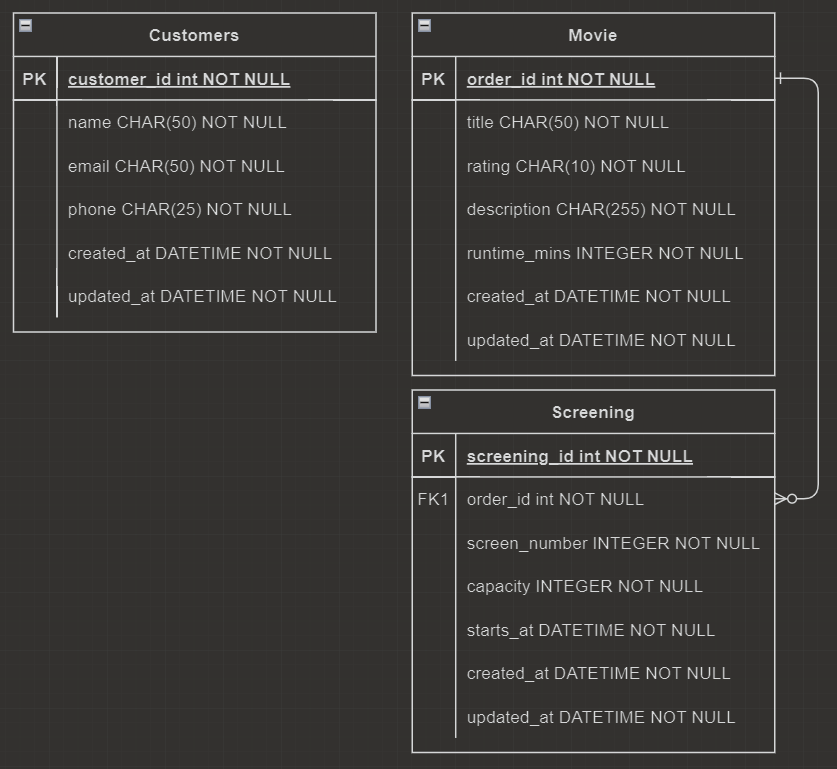 Customers
PK customer_id int NOT NULL
name CHAR(50) NOT NULL
email CHAR(50) NOT NULL
phone CHAR(25) NOT NULL
created_at DATETIME NOT NULL
updated_at DATETIME NOT NULL
Movie
PK order_id int NOT NULL
title CHAR(50) NOT NULL
rating CHAR(10) NOT NULL
description CHAR(255) NOT NULL
runtime_mins INTEGER NOT NULL
created_at DATETIME NOT NULL
updated_at DATETIME NOT NULL
Screening
PK screening_id int NOT NULL
FK1 order_id int NOT NULL
screen_number INTEGER NOT NULL
capacity INTEGER NOT NULL
starts_at DATETIME NOT NULL
created_at DATETIME NOT NULL
updated_at DATETIME NOT NULL